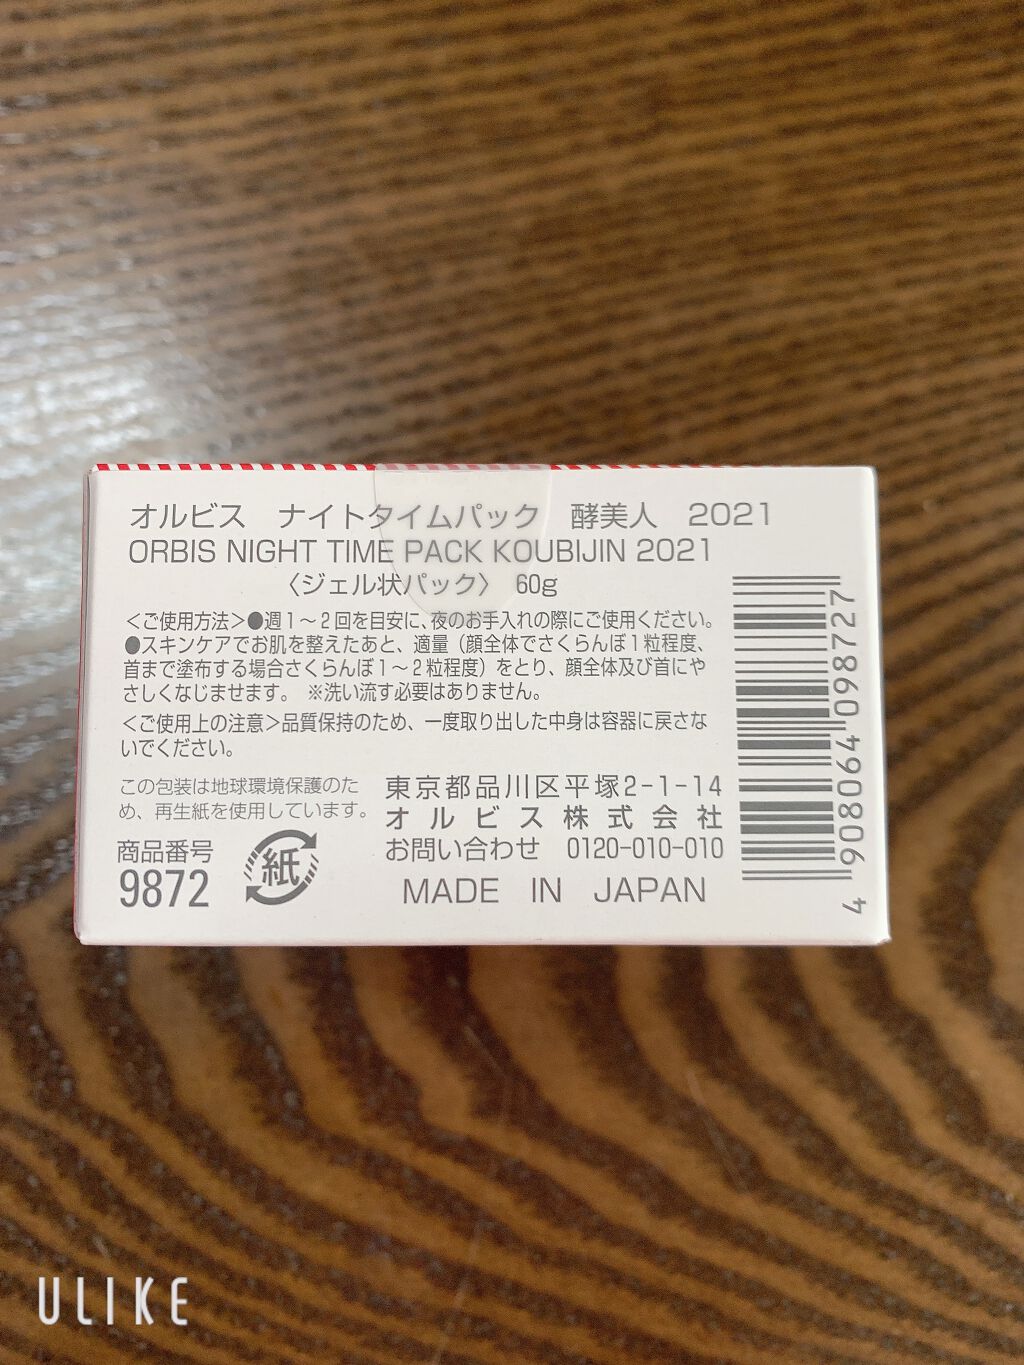 オルビス ナイトタイムパック 酵美人 2021
ORBIS NIGHT TIME PACK KOUBIJIN 2021
〈ジェル状パック〉 60g
＜ご使用方法＞●週1〜2回を目安に、夜のお手入れの際にご使用ください。
●スキンケアでお肌を整えたあと、適量（顔全体でさくらんぼ1粒程度、
首まで塗布する場合さくらんぼ1〜2粒程度）をとり、顔全体及び首にや
さしくなじませます。 ※洗い流す必要はありません。
＜ご使用上の注意＞品質保持のため、一度取り出した中身は容器に戻さな
いでください。
この包装は地球環境保護のた
め、再生紙を使用しています。
商品番号
9872
紙
東京都品川区平塚2-1-14
オルビス株式会社
お問い合わせ 0120-010-010
MADE IN JAPAN
4 908064 098727
ULIKE